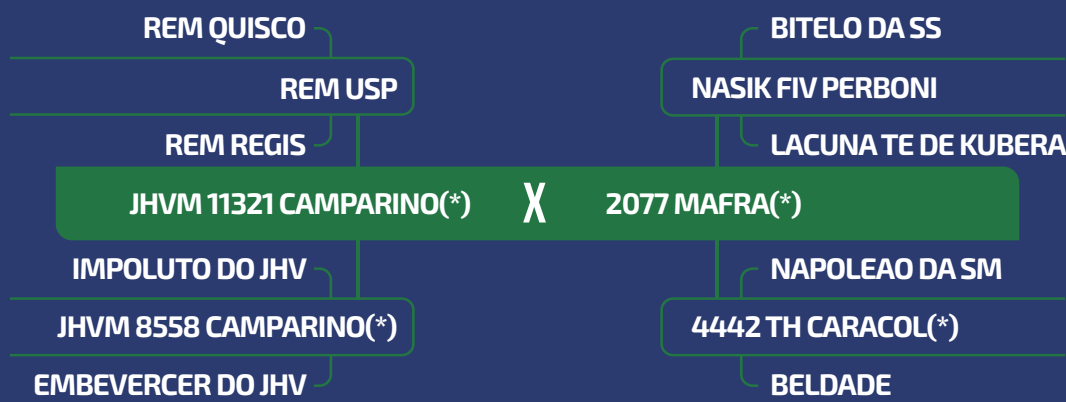 REM QUISCO
BITELO DA SS
REM USP
NASIK FIV PERBONI
REM REGIS
LACUNA TE DE KUBERA
JHVM 11321 CAMPARINO(*) X 2077 MAFRA(*)
IMPOLUTO DO JHV
NAPOLEAO DA SM
JHVM 8558 CAMPARINO(*)
4442 TH CARACOL(*)
EMBEVERCER DO JHV
BELDADE